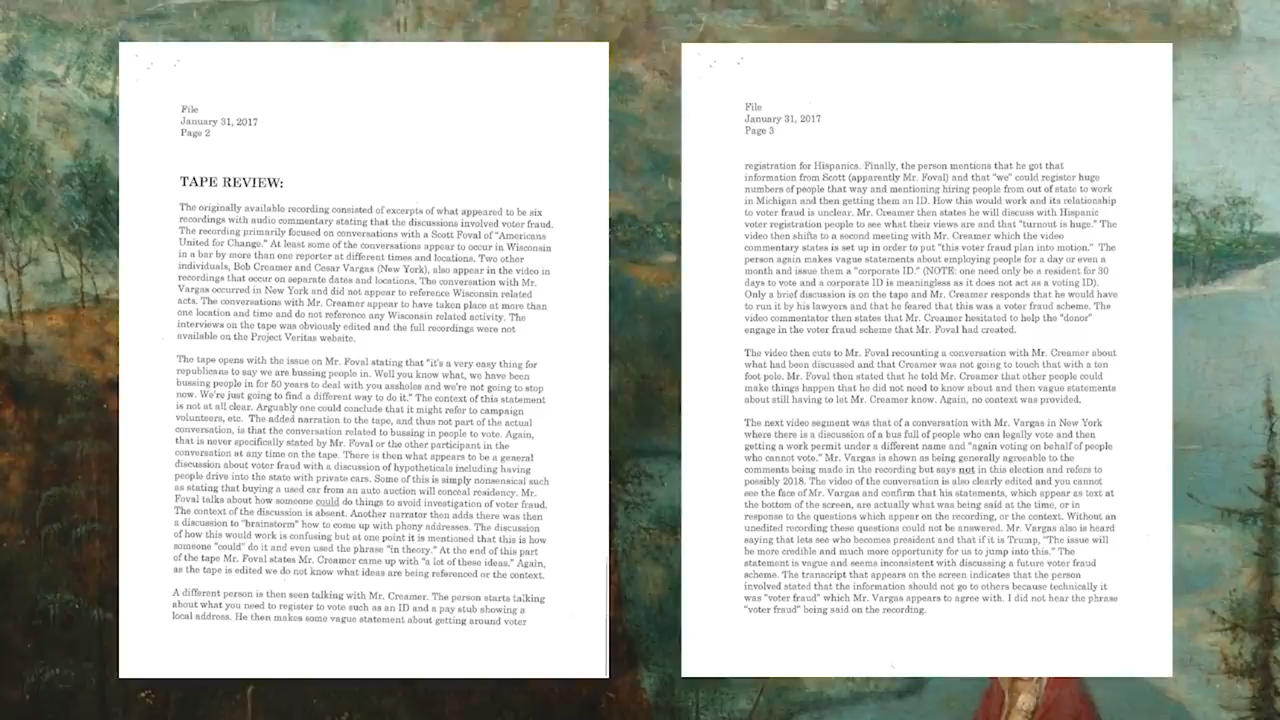 File
January 31, 2017
Page 2
TAPE REVIEW:
The originally available recording consisted of excerpts of what appeared to be six
recordings with audio commentary stating that the discussions involved voter fraud.
The recording primarily focused on conversations with a Scott Foval of "Americans
United for Change." At least some of the conversations appear to occur in Wisconsin
in a bar by more than one reporter at different times and locations. Two other
individuals, Bob Creamer and Cesar Vargas (New York), also appear in the video in
recordings that occur on separate dates and locations. The conversation with Mr.
Vargas occurred in New York and did not appear to reference Wisconsin related
acts. The conversations with Mr. Creamer appear to have taken place at more than
one location and time and do not reference any Wisconsin related activity. The
interviews on the tape was obviously edited and the full recordings were not
available on the Project Veritas website.
The tape opens with the issue on Mr. Foval stating that "it's a very easy thing for
republicans to say we are bussing people in. Well you know what, we have been
bussing people in for 50 years to deal with you assholes and we're not going to stop
now. We're just going to find a different way to do it." The context of this statement
is not at all clear. Arguably one could conclude that it might refer to campaign
volunteers, etc. The added narration to the tape, and thus not part of the actual
conversation, is that the conversation related to bussing in people to vote. Again,
that is never specifically stated by Mr. Foval or the other participant in the
conversation at any time on the tape. There is then what appears to be a general
discussion about voter fraud with a discussion of hypotheticals including having
people drive into the state with private cars. Some of this is simply nonsensical such
as stating that buying a used car from an auto auction will conceal residency. Mr.
Foval talks about how someone could do things to avoid investigation of voter fraud.
The context of the discussion is absent. Another narrator then adds there was then
a discussion to "brainstorm" how to come up with phony addresses. The discussion
of how this would work is confusing but at one point it is mentioned that this is how
someone "could" do it and even used the phrase "in theory." At the end of this part
of the tape Mr. Foval states Mr. Creamer came up with "a lot of these ideas." Again,
as the tape is edited we do not know what ideas are being referenced or the context.
A different person is then seen talking with Mr. Creamer. The person starts talking
about what you need to register to vote such as an ID and a pay stub showing a
local address. He then makes some vague statement about getting around voter
File
January 31, 2017
Page 3
registration for Hispanics. Finally, the person mentions that he got that
information from Scott (apparently Mr. Foval) and that "we" could register huge
numbers of people that way and mentioning hiring people from out of state to work
in Michigan and then getting them an ID. How this would work and its relationship
to voter fraud is unclear. Mr. Creamer then states he will discuss with Hispanic
voter registration people to see what their views are and that "turnout is huge." The
video then shifts to a second meeting with Mr. Creamer which the video
commentary states is set up in order to put "this voter fraud plan into motion." The
person again makes vague statements about employing people for a day or even a
month and issue them a "corporate ID." (NOTE: one need only be a resident for 30
days to vote and a corporate ID is meaningless as it does not act as a voting ID).
Only a brief discussion is on the tape and Mr. Creamer responds that he would have
to run it by his lawyers and that he feared that this was a voter fraud scheme. The
video commentator then states that Mr. Creamer hesitated to help the "donor"
engage in the voter fraud scheme that Mr. Foval had created.
The video then cuts to Mr. Foval recounting a conversation with Mr. Creamer about
what had been discussed and that Creamer was not going to touch that with a ten
foot pole. Mr. Foval then stated that he told Mr. Creamer that other people could
make things happen that he did not need to know about and then vague statements
about still having to let Mr. Creamer know. Again, no context was provided.
The next video segment was that of a conversation with Mr. Vargas in New York
where there is a discussion of a bus full of people who can legally vote and then
getting a work permit under a different name and "again voting on behalf of people
who cannot vote." Mr. Vargas is shown as being generally agreeable to the
comments being made in the recording but says not in this election and refers to
possibly 2018. The video of the conversation is also clearly edited and you cannot
see the face of Mr. Vargas and confirm that his statements, which appear as text at
the bottom of the screen, are actually what was being said at the time, or in
response to the questions which appear on the recording, or the context. Without an
unedited recording these questions could not be answered. Mr. Vargas also is heard
saying that lets see who becomes president and that if it is Trump, "The issue will
be more credible and much more opportunity for us to jump into this." The
statement is vague and seems inconsistent with discussing a future voter fraud
scheme. The transcript that appears on the screen indicates that the person
involved stated that the information should not go to others because technically it
was "voter fraud" which Mr. Vargas appears to agree with. I did not hear the phrase
"voter fraud" being said on the recording.